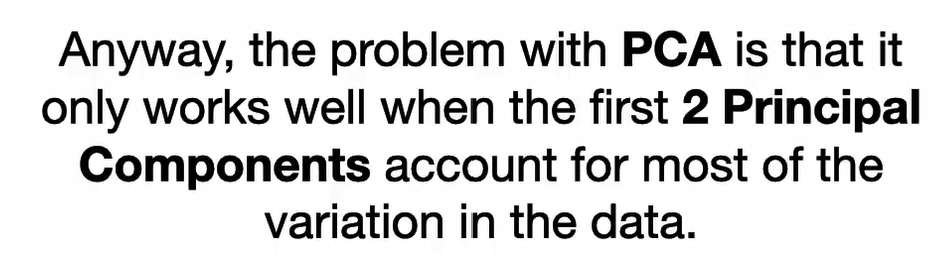 Anyway, the problem with PCA is that it
only works well when the first 2 Principal
Components account for most of the
variation in the data.